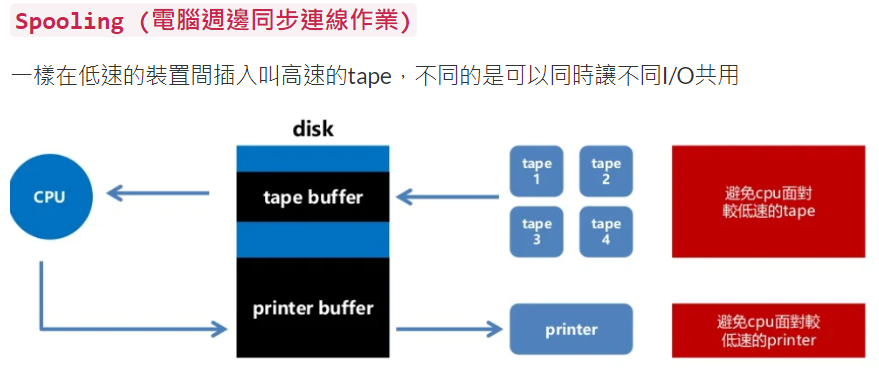 Spooling (電腦週邊同步連線作業)
一樣在低速的裝置間插入叫高速的tape，不同的是可以同時讓不同I/O共用
disk
CPU
tape buffer
printer buffer
tape
1
tape
2
tape
3
tape
4
printer
避免cpu面對
較低速的tape
避免cpu面對較
低速的printer